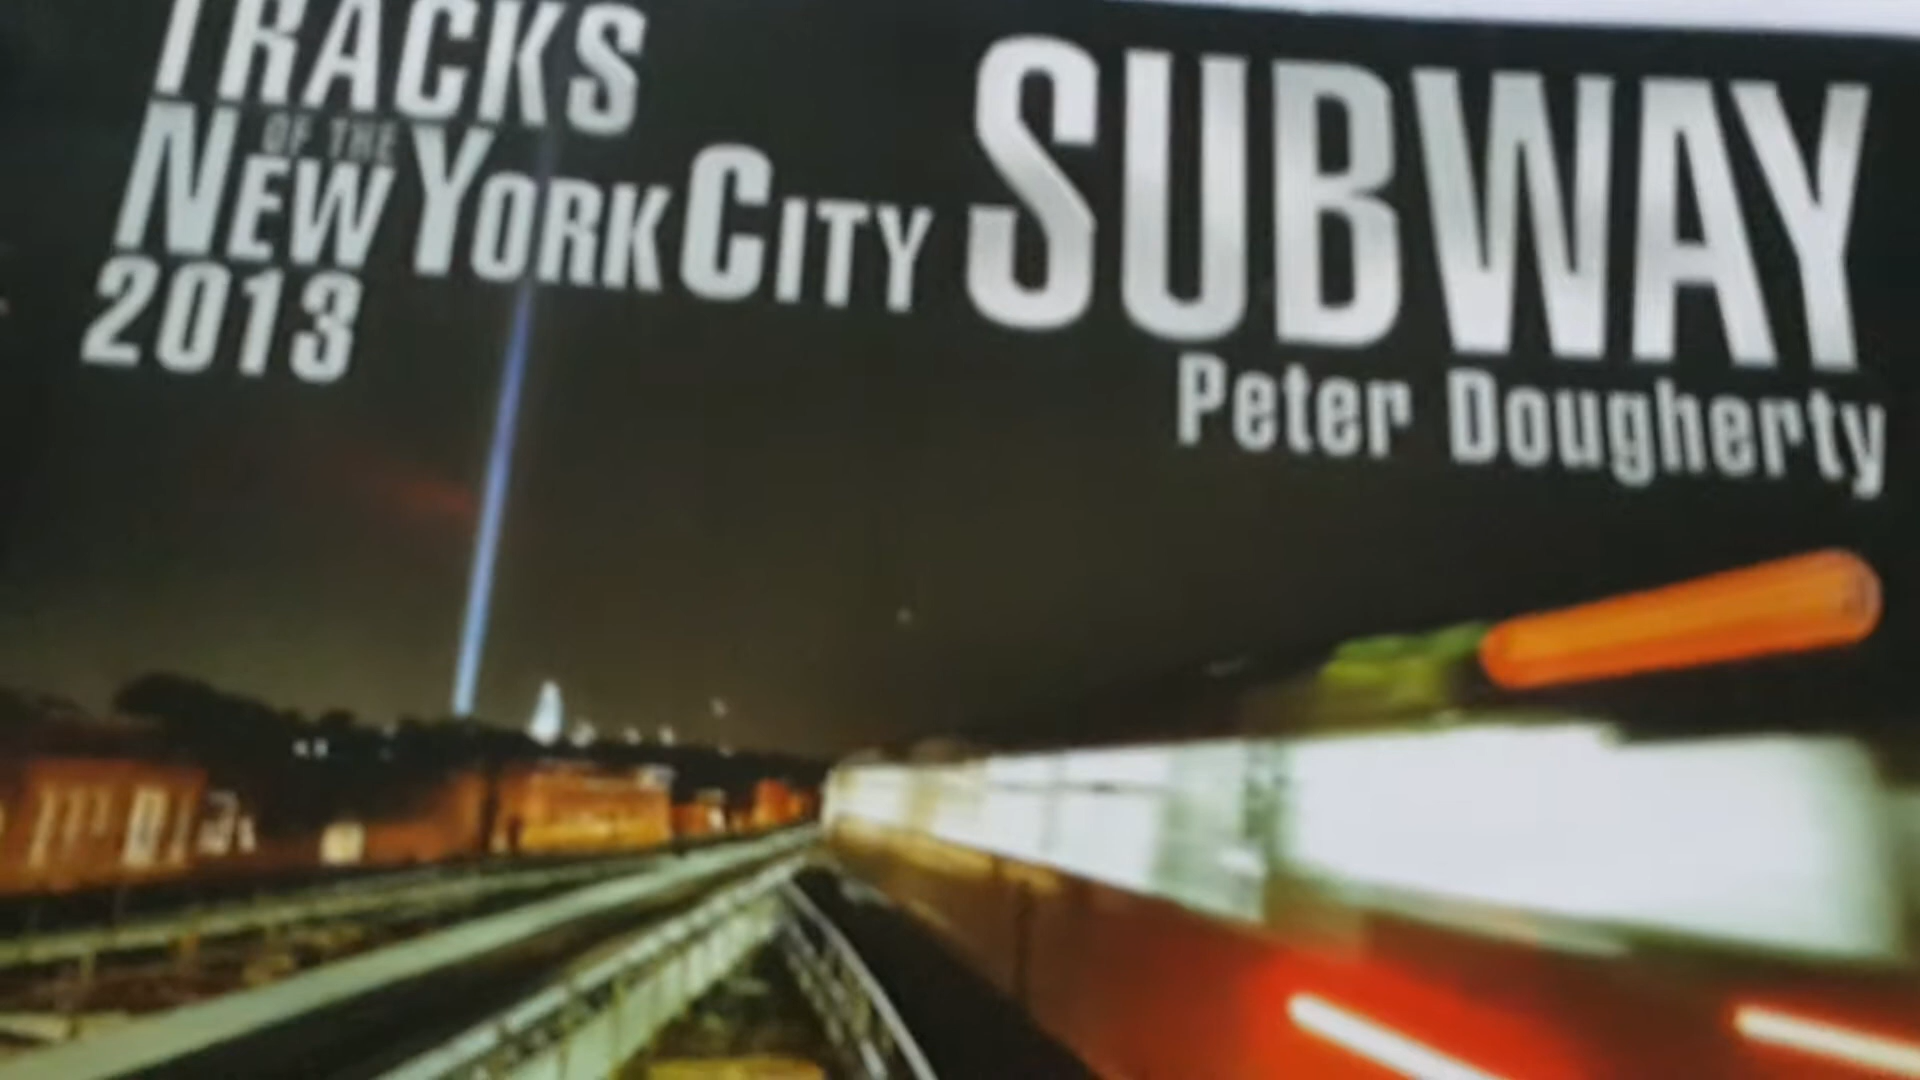 TRACKS
OF THE
NEW YORK CITY SUBWAY
2013
Peter Dougherty